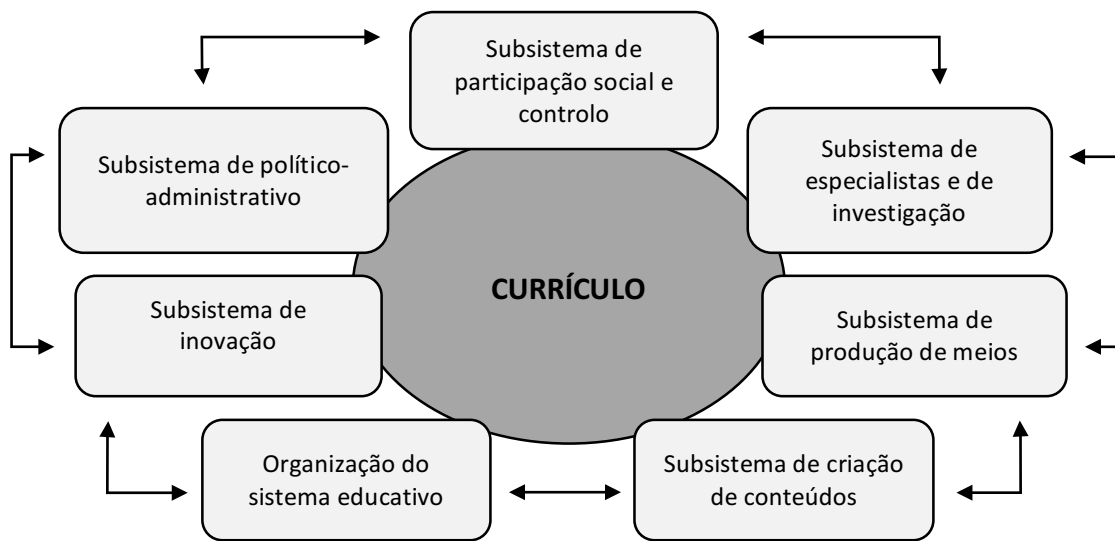 Subsistema de
participação social e
controlo
Subsistema de político-
administrativo
Subsistema de
especialistas e de
investigação
CURRÍCULO
Subsistema de
inovação
Subsistema de
produção de meios
Organização do
sistema educativo
Subsistema de criação
de conteúdos